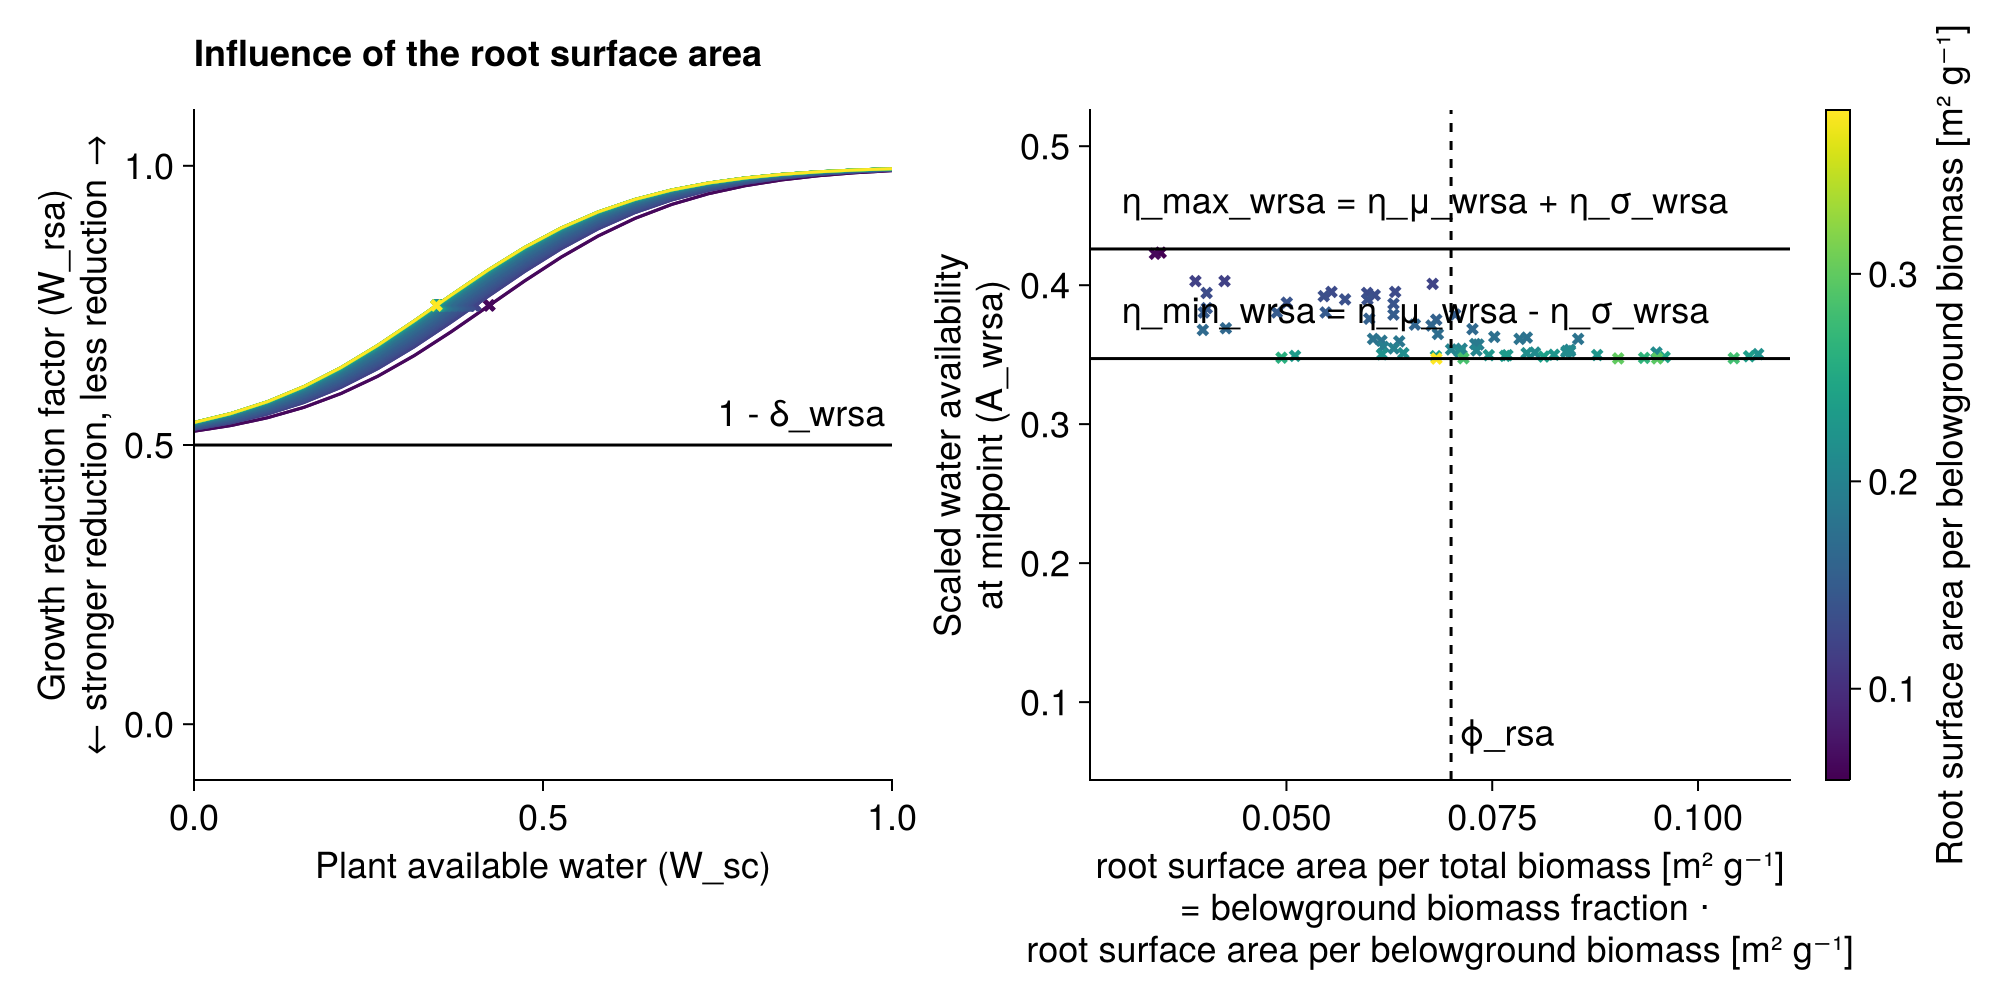 Influence of the root surface area
Growth reduction factor (W_rsa)
← stronger reduction, less reduction →
1.0
0.5
0.0
1 - δ_wrsa
0.0
0.5
1.0
Plant available water (W_sc)
Scaled water availability
at midpoint (A_wrsa)
0.5
0.4
0.3
0.2
0.1
η_max_wrsa = η_μ_wrsa + η_σ_wrsa
η_min_wrsa = η_μ_wrsa - η_σ_wrsa
ϕ_rsa
0.050
0.075
0.100
root surface area per total biomass [m² g⁻¹]
= belowground biomass fraction ⋅
root surface area per belowground biomass [m² g⁻¹]
0.3
0.2
0.1
Root surface area per belowground biomass [m² g⁻¹]